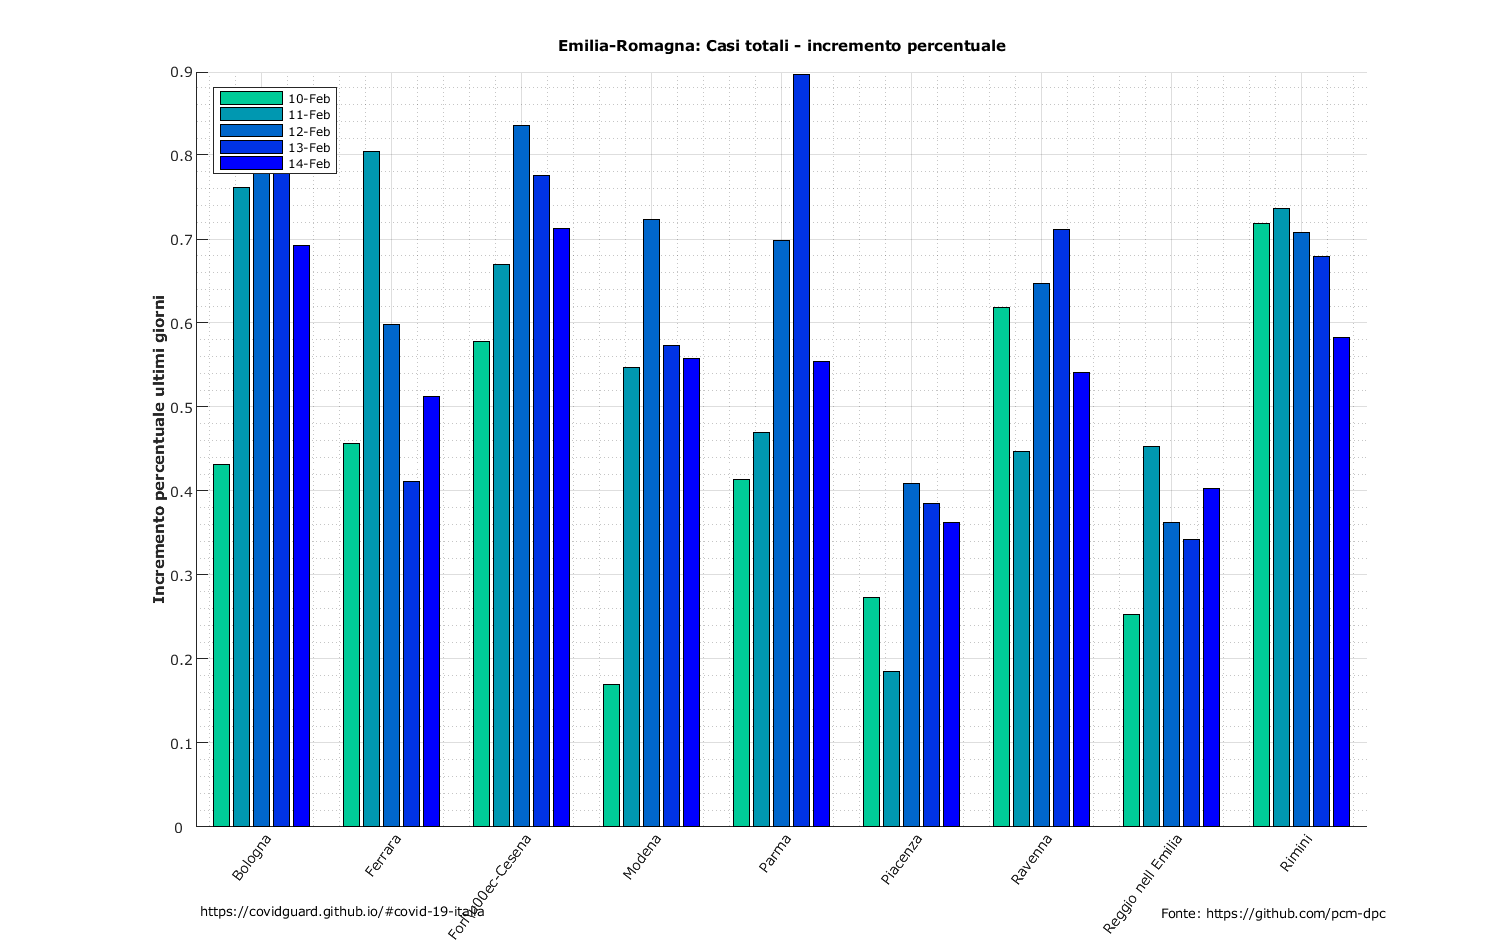 Emilia-Romagna: Casi totali - incremento percentuale
Incremento percentuale ultimi giorni
0.9
0.8
0.7
0.6
0.5
0.4
0.3
0.2
0.1
0
10-Feb
11-Feb
12-Feb
13-Feb
14-Feb
Bologna
Ferrara
Forl\u00ec-Cesena
Modena
Parma
Piacenza
Ravenna
Reggio nell Emilia
Rimini
https://covidguard.github.io/#covid-19-italia
Fonte: https://github.com/pcm-dpc